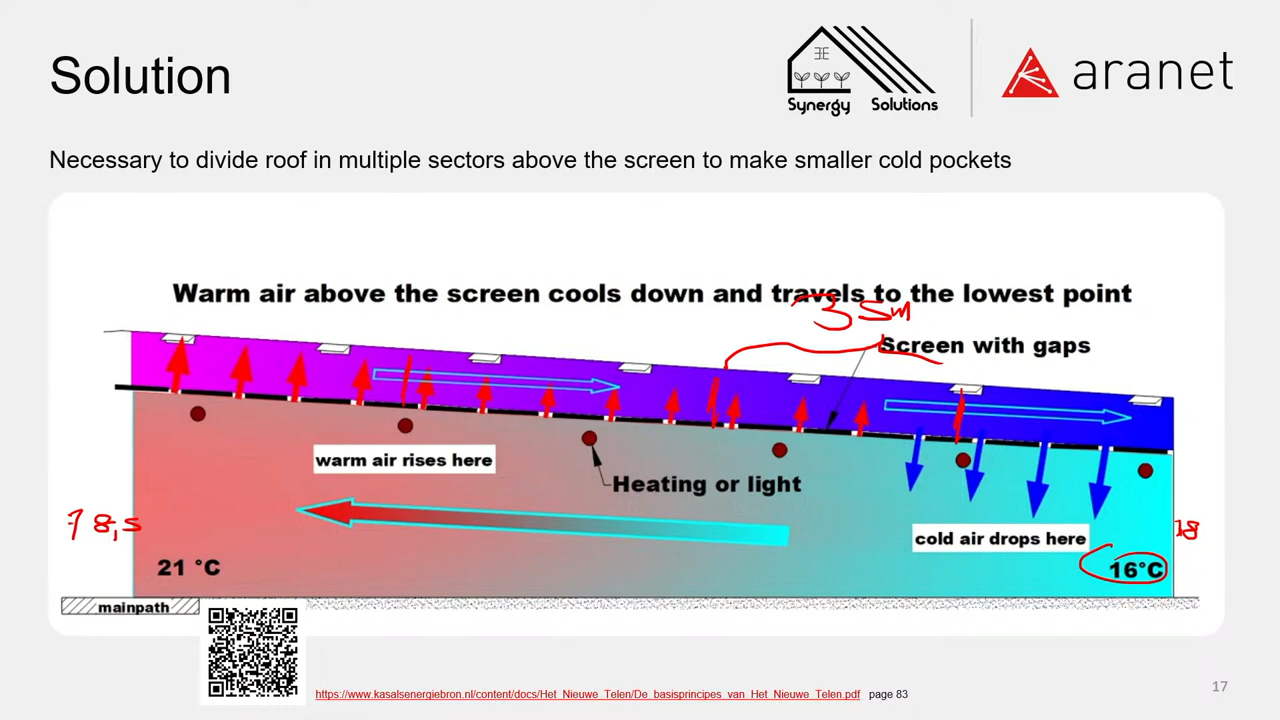 Solution
Synergy Solutions
aranet
Necessary to divide roof in multiple sectors above the screen to make smaller cold pockets
Warm air above the screen cools down and travels to the lowest point
35m
Screen with gaps
warm air rises here
Heating or light
18,5
cold air drops here
18
21 °C
16°C
mainpath
https://www.kasalsenergiebron.nl/content/docs/Het_Nieuwe_Telen/De_basisprincipes_van_Het_Nieuwe_Telen.pdf page 83
17